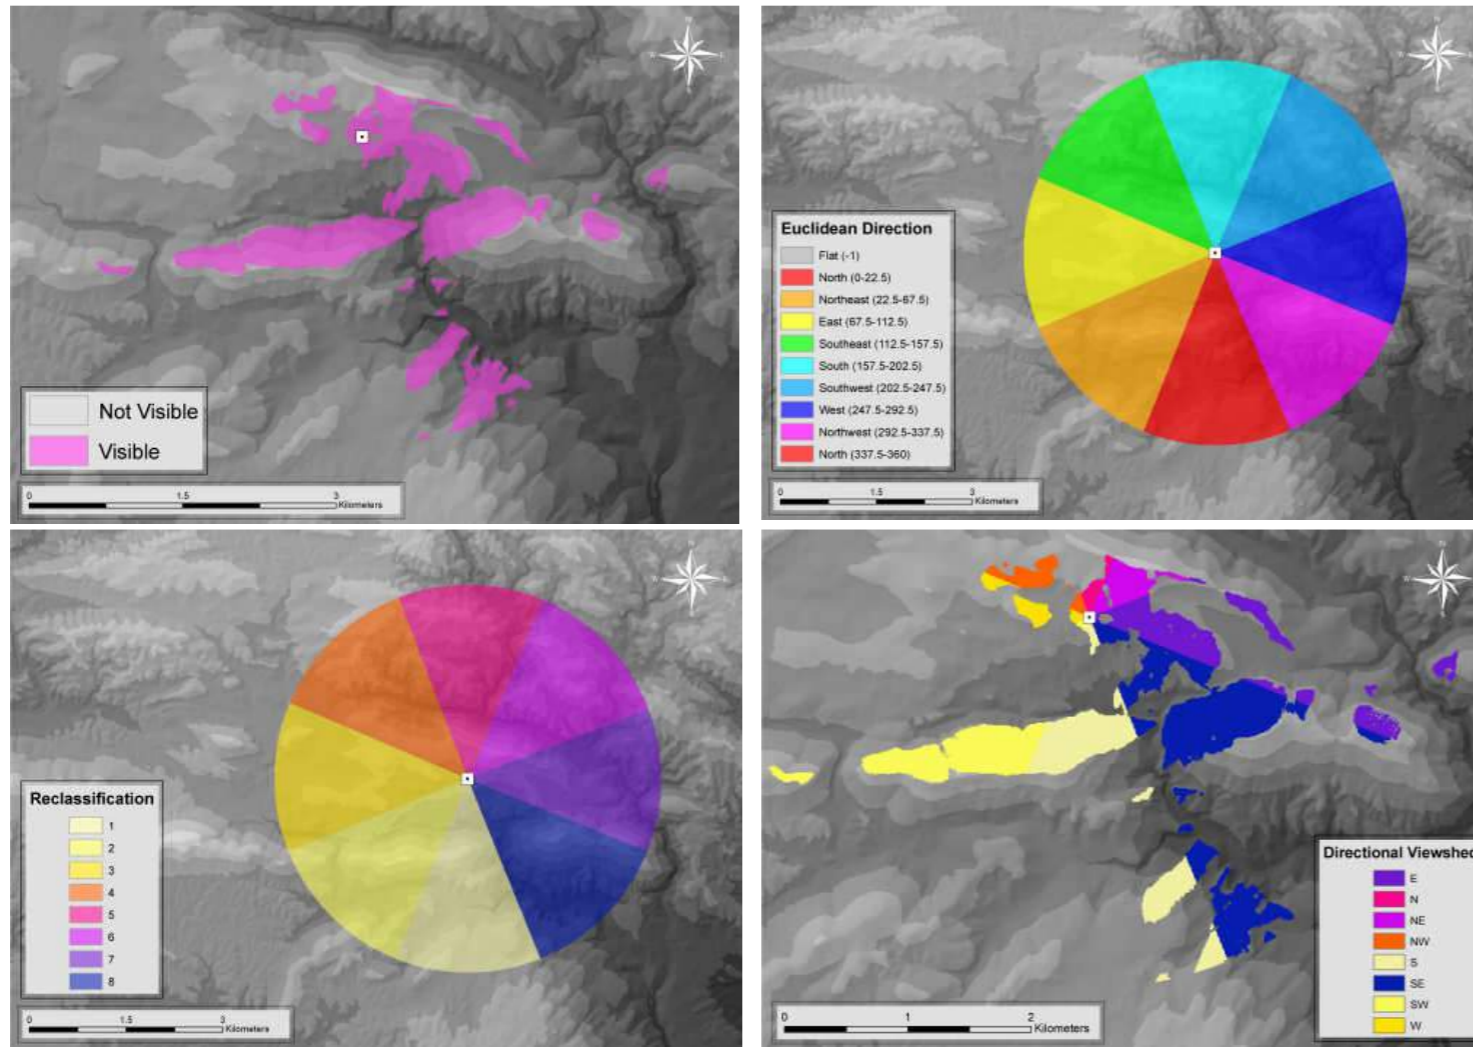 Not Visible
Visible
0 1.5 3
Kilometers
Euclidean Direction
Flat (-1)
North (0-22.5)
Northeast (22.5-67.5)
East (67.5-112.5)
Southeast (112.5-157.5)
South (157.5-202.5)
Southwest (202.5-247.5)
West (247.5-292.5)
Northwest (292.5-337.5)
North (337.5-360)
0 1.5 3
Kilometers
Reclassification
1
2
3
4
5
6
7
8
0 1.5 3
Kilometers
Directional Viewshed
E
N
NE
NW
S
SE
SW
W
0 1 2
Kilometers